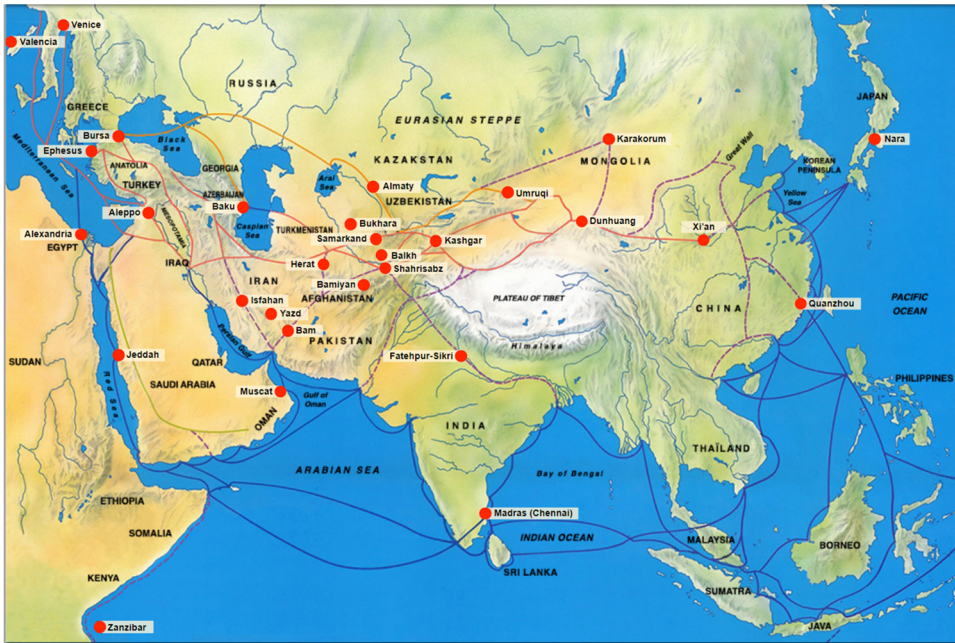 Venice
Valencia
RUSSIA
GREECE
JAPAN
EURASIAN STEPPE
Bursa
Black
Sea
Karakorum
Nara
Great Wall
Ephesus
ANATOLIA
GEORGIA
KAZAKSTAN
MONGOLIA
KOREAN
PENINSULA
Mediterranean Sea
TURKEY
Aral
Sea
Almaty
AZERBAIJAN
UZBEKISTAN
Umruqi
Yellow
Sea
Aleppo
MESOPOTAMIA
Baku
Caspian
Sea
TURKMENISTAN
Bukhara
Dunhuang
Xi'an
Alexandria
EGYPT
Samarkand
Kashgar
IRAQ
Balkh
Herat
Shahrisabz
IRAN
Bamiyan
AFGHANISTAN
PLATEAU OF TIBET
Isfahan
Yazd
CHINA
Quanzhou
PACIFIC
OCEAN
Bam
PAKISTAN
Persian Gulf
Himalaya
SUDAN
Jeddah
QATAR
Fatehpur-Sikri
SAUDI ARABIA
PHILIPPINES
Red Sea
Muscat
Gulf of
Oman
OMAN
INDIA
THAÏLAND
ARABIAN SEA
Bay of Bengal
ETHIOPIA
Madras (Chennai)
SOMALIA
INDIAN OCEAN
MALAYSIA
BORNEO
KENYA
SRI LANKA
SUMATRA
Zanzibar
JAVA